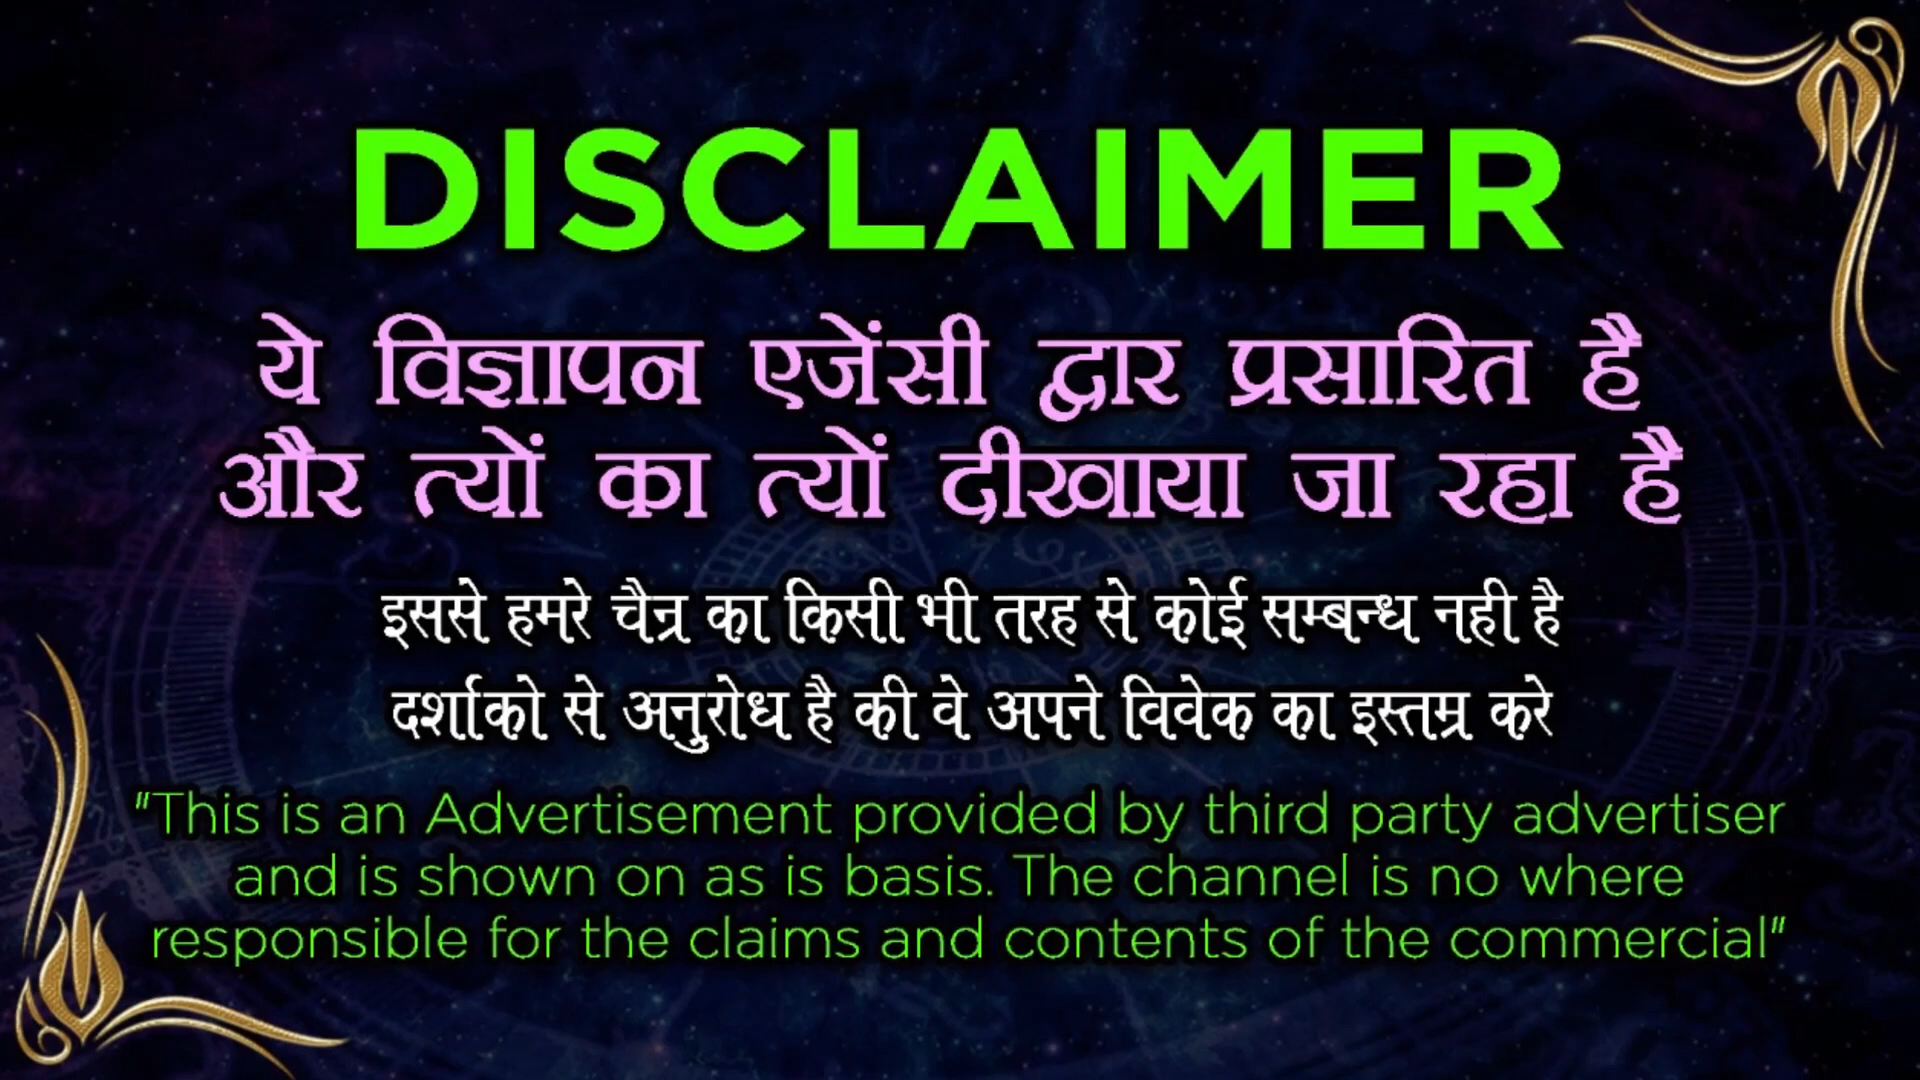 DISCLAIMER
ये विज्ञापन एजेंसी द्वार प्रसारित है
और त्यों का त्यों दीखाया जा रहा है
इससे हमरे चैन्र का किसी भी तरह से कोई सम्बन्ध नही है
दर्शाको से अनुरोध है की वे अपने विवेक का इस्तम्र करे
"This is an Advertisement provided by third party advertiser
and is shown on as is basis. The channel is no where
responsible for the claims and contents of the commercial"